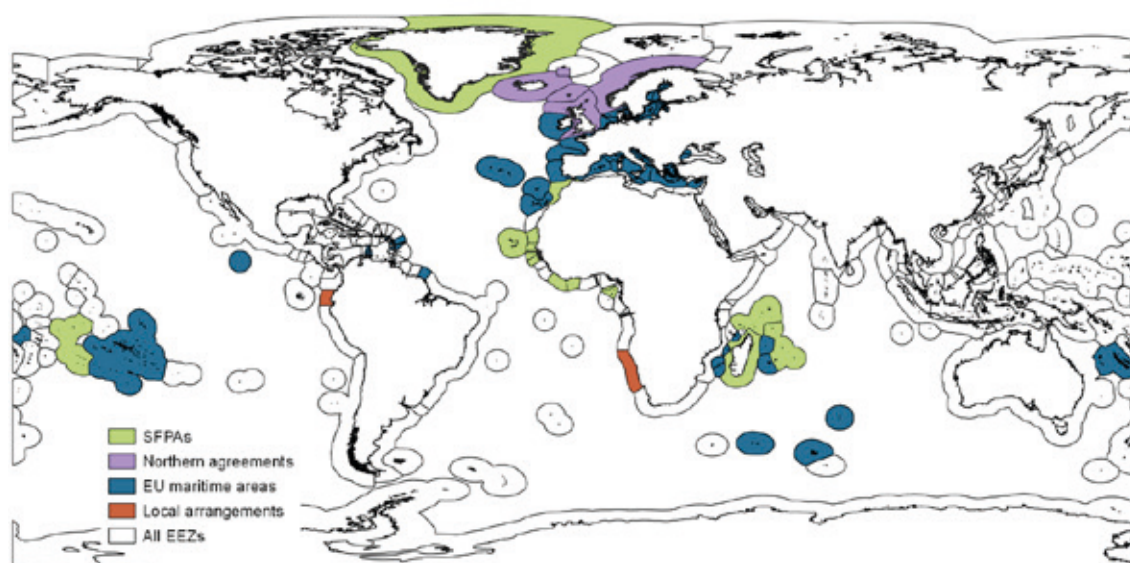 SFPAs
Northern agreements
EU maritime areas
Local arrangements
All EEZs